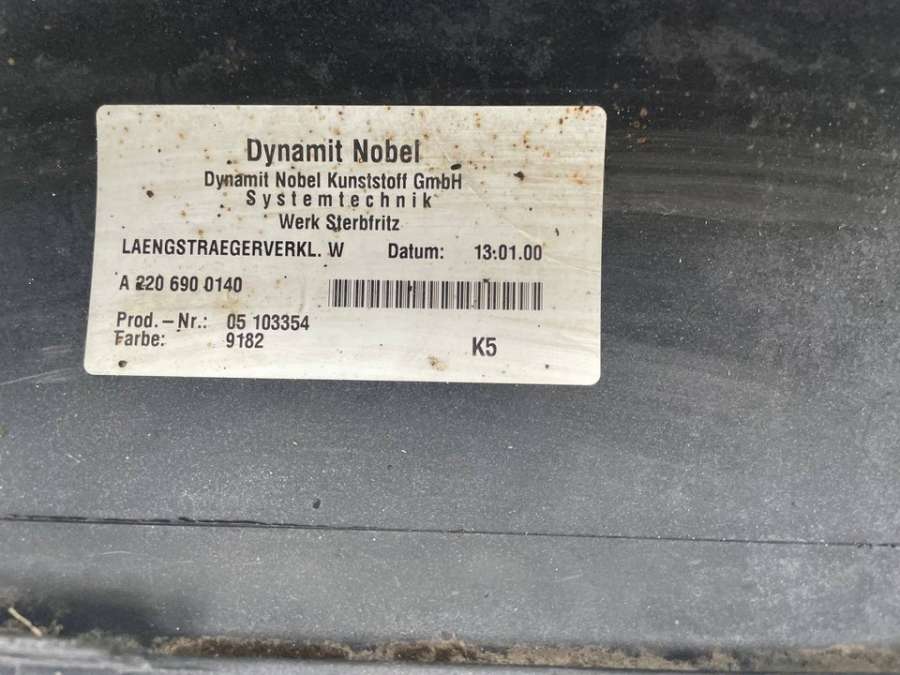 Dynamit Nobel
Dynamit Nobel Kunststoff GmbH
Systemtechnik
Werk Sterbfritz
LAENGSTRAEGERVERKL. W Datum: 13.01.00
A 220 690 0140
Prod.-Nr.: 05 103354
Farbe: 9182
K5